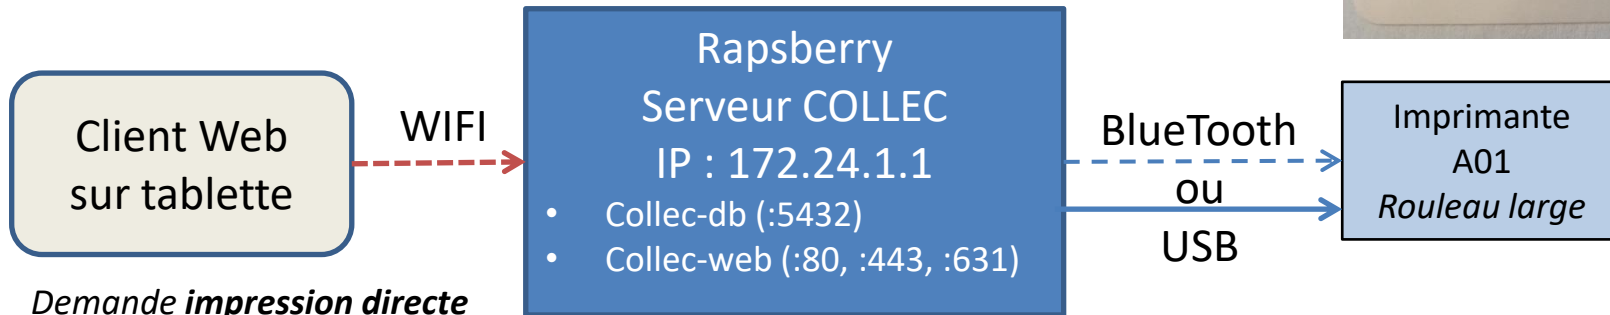 Client Web
sur tablette
WIFI
Rapsberry
Serveur COLLEC
IP : 172.24.1.1
• Collec-db (:5432)
• Collec-web (:80, :443, :631)
BlueTooth
ou
USB
Imprimante
A01
Rouleau large
Demande impression directe